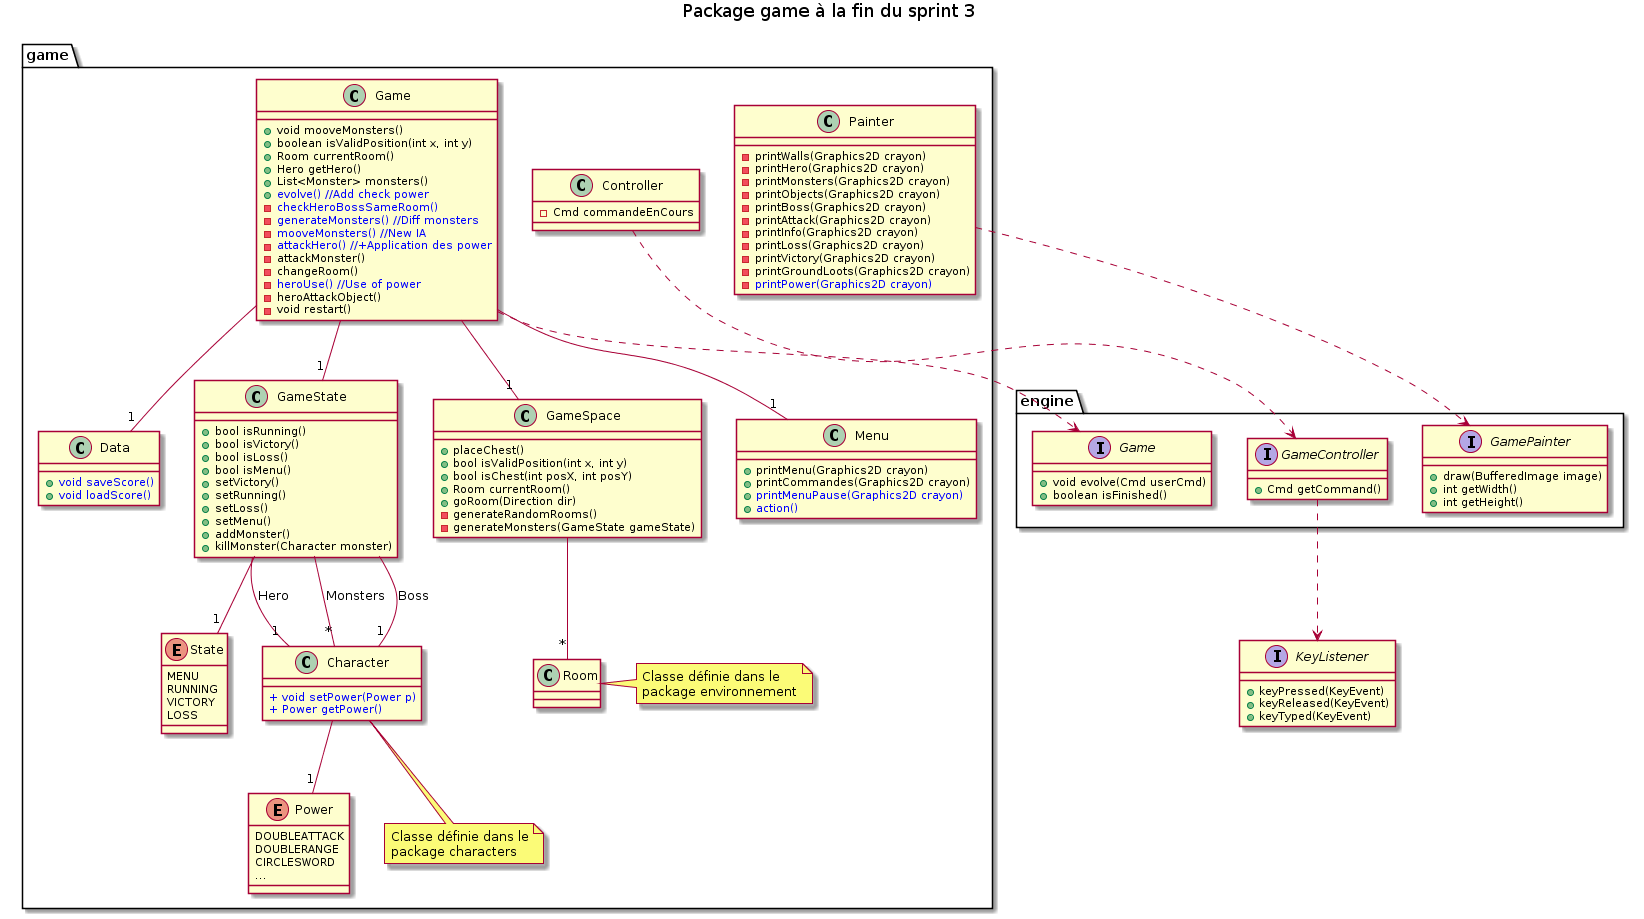 Package game à la fin du sprint 3
game
C Game
void mooveMonsters()
boolean isValidPosition(int x, int y)
Room currentRoom()
Hero getHero()
List<Monster> monsters()
evolve() //Add check power
checkHeroBossSameRoom()
generateMonsters() //Diff monsters
mooveMonsters() //New IA
attackHero() //+Application des power
attackMonster()
changeRoom()
heroUse() //Use of power
heroAttackObject()
void restart()
C Controller
Cmd commandeEnCours
C Painter
printWalls(Graphics2D crayon)
printHero(Graphics2D crayon)
printMonsters(Graphics2D crayon)
printObjects(Graphics2D crayon)
printBoss(Graphics2D crayon)
printAttack(Graphics2D crayon)
printInfo(Graphics2D crayon)
printLoss(Graphics2D crayon)
printVictory(Graphics2D crayon)
printGroundLoots(Graphics2D crayon)
printPower(Graphics2D crayon)
1
1
1
1
C Data
void saveScore()
void loadScore()
C GameState
bool isRunning()
bool isVictory()
bool isLoss()
bool isMenu()
setVictory()
setRunning()
setLoss()
setMenu()
addMonster()
killMonster(Character monster)
C GameSpace
placeChest()
bool isValidPosition(int x, int y)
bool isChest(int posX, int posY)
Room currentRoom()
goRoom(Direction dir)
generateRandomRooms()
generateMonsters(GameState gameState)
C Menu
printMenu(Graphics2D crayon)
printCommandes(Graphics2D crayon)
printMenuPause(Graphics2D crayon)
action()
engine
I Game
void evolve(Cmd userCmd)
boolean isFinished()
I GameController
Cmd getCommand()
I GamePainter
draw(BufferedImage image)
int getWidth()
int getHeight()
Hero
Monsters
Boss
1
1
*
1
*
E State
MENU
RUNNING
VICTORY
LOSS
C Character
+ void setPower(Power p)
+ Power getPower()
C Room
Classe définie dans le
package environnement
I KeyListener
keyPressed(KeyEvent)
keyReleased(KeyEvent)
keyTyped(KeyEvent)
1
E Power
DOUBLEATTACK
DOUBLERANGE
CIRCLESWORD
...
Classe définie dans le
package characters